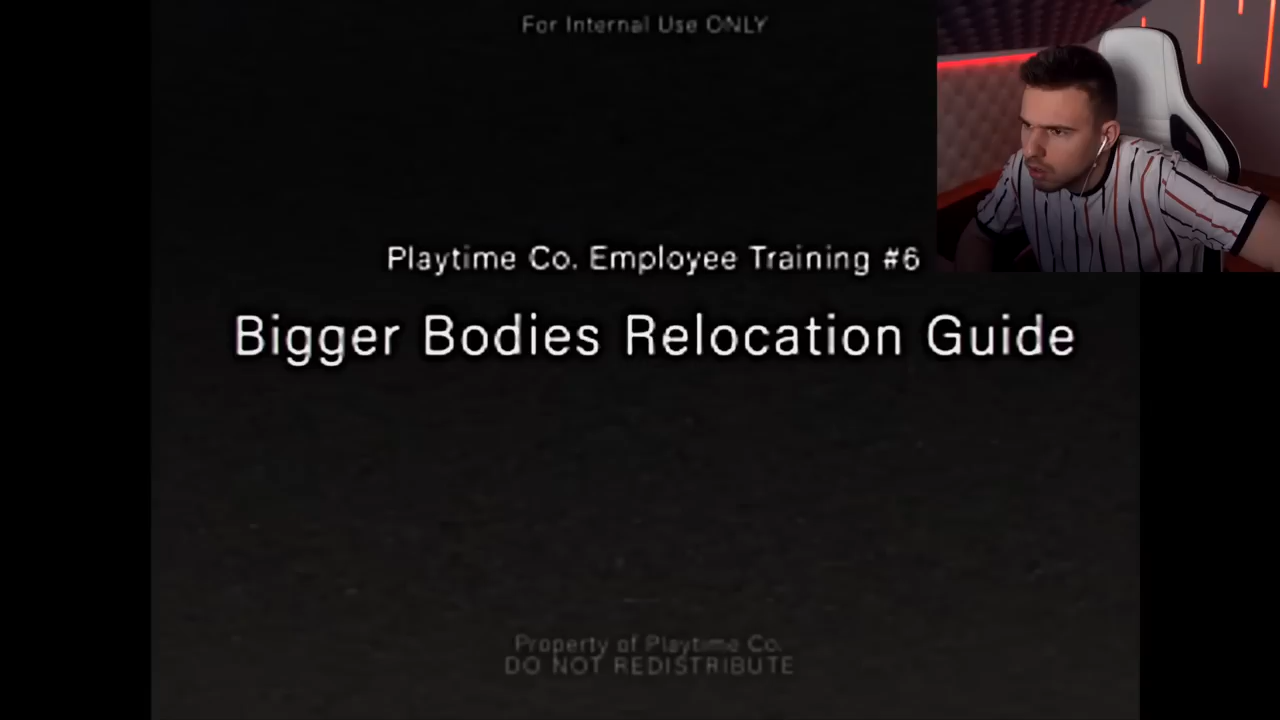 For Internal Use ONLY
Playtime Co. Employee Training #6
Bigger Bodies Relocation Guide
Property of Playtime Co.
DO NOT REDISTRIBUTE